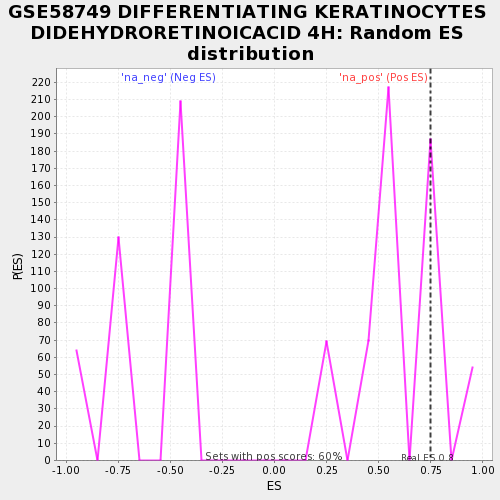 GSE58749 DIFFERENTIATING KERATINOCYTES
DIDEHYDRORETINOICACID 4H: Random ES
distribution
'na_neg' (Neg ES)
'na_pos' (Pos ES)
220
210
200
190
180
170
160
150
140
130
120
110
100
90
80
70
60
50
40
30
20
10
0
P(ES)
Sets with pos scores: 60%
Real ES 0.8
-1.00 -0.75 -0.50 -0.25 0.00 0.25 0.50 0.75 1.00
ES